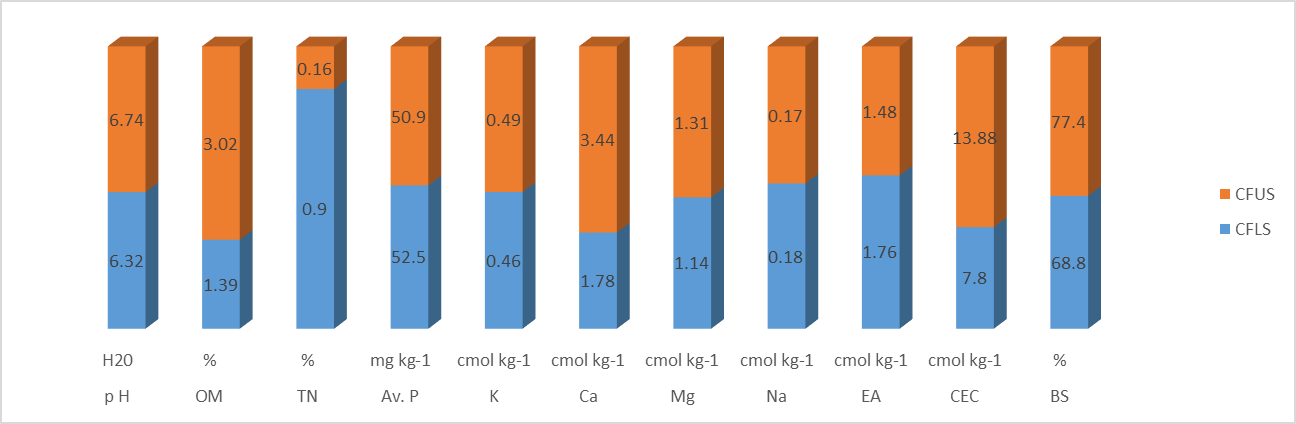 6.74 3.02 0.16 50.9 0.49 3.44 1.31 0.17 1.48 13.88 77.4
6.32 1.39 0.9 52.5 0.46 1.78 1.14 0.18 1.76 7.8 68.8
H20 % % mg kg-1 cmol kg-1 cmol kg-1 cmol kg-1 cmol kg-1 cmol kg-1 cmol kg-1 %
p H OM TN Av. P K Ca Mg Na EA CEC BS
CFUS
CFLS